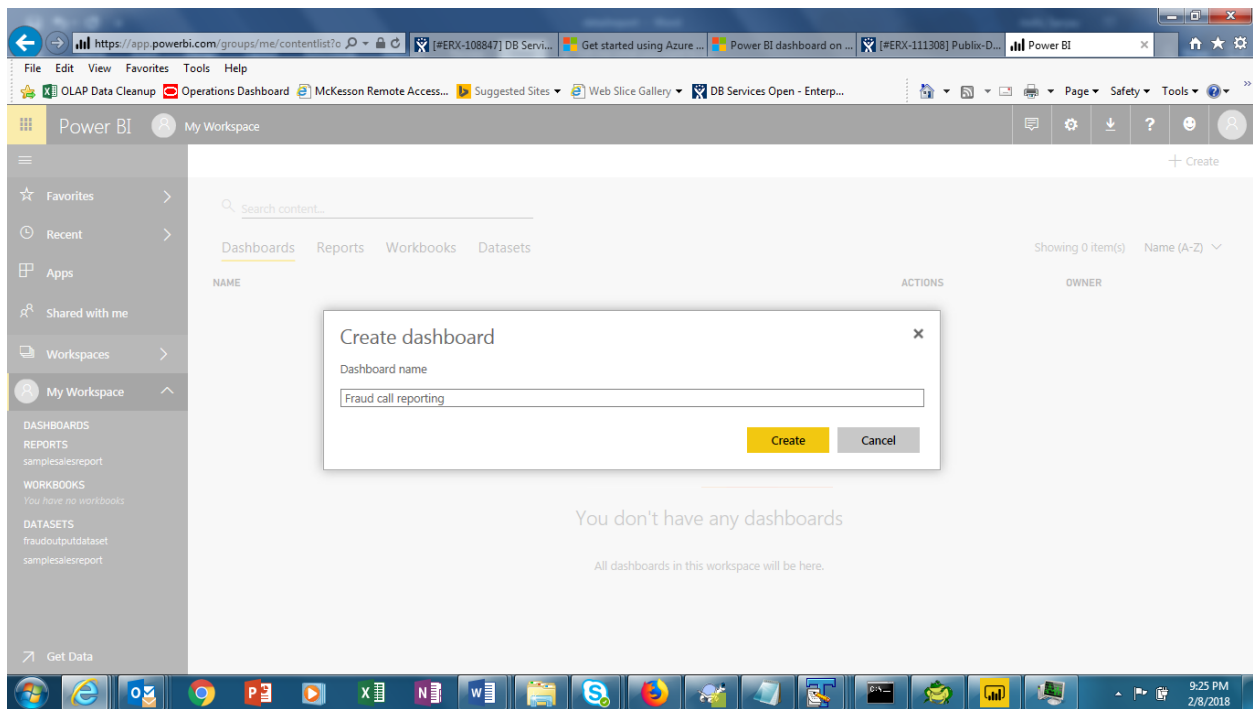 https://app.powerbi.com/groups/me/contentlist?c
[#ERX-108847] DB Servi...
Get started using Azure ...
Power BI dashboard on ...
[#ERX-111308] Publix-D...
Power BI
File Edit View Favorites Tools Help
OLAP Data Cleanup
Operations Dashboard
McKesson Remote Access...
Suggested Sites
Web Slice Gallery
DB Services Open - Enterp...
Page Safety Tools
Power BI My Workspace
+ Create
Favorites
Search content...
Recent
Dashboards Reports Workbooks Datasets
Showing 0 item(s) Name (A-Z)
Apps
NAME ACTIONS OWNER
Shared with me
Workspaces
My Workspace
Create dashboard
Dashboard name
Fraud call reporting
Create Cancel
DASHBOARDS
REPORTS
samplesalesreport
WORKBOOKS
You have no workbooks
DATASETS
fraudoutputdataset
samplesalesreport
You don't have any dashboards
All dashboards in this workspace will be here.
Get Data
9:25 PM
2/8/2018